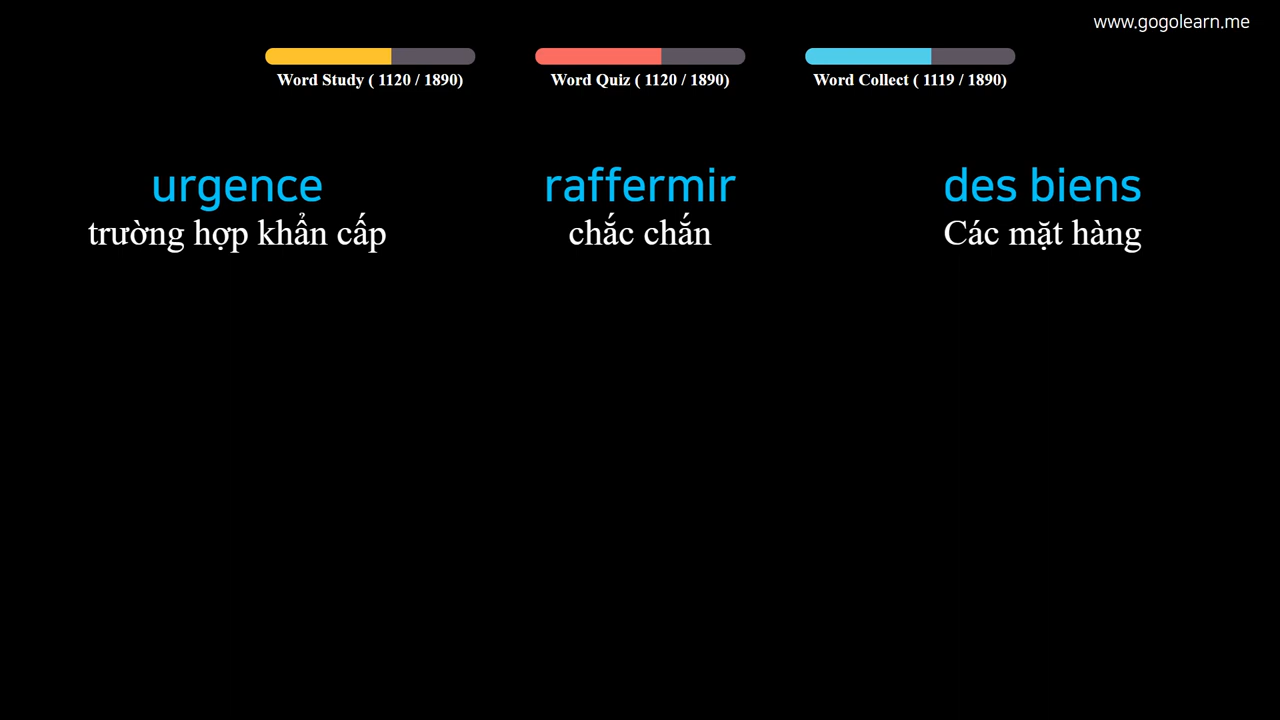 www.gogolearn.me
Word Study ( 1120 / 1890)
Word Quiz ( 1120 / 1890)
Word Collect ( 1119 / 1890)
urgence
trường hợp khẩn cấp
raffermir
chắc chắn
des biens
Các mặt hàng